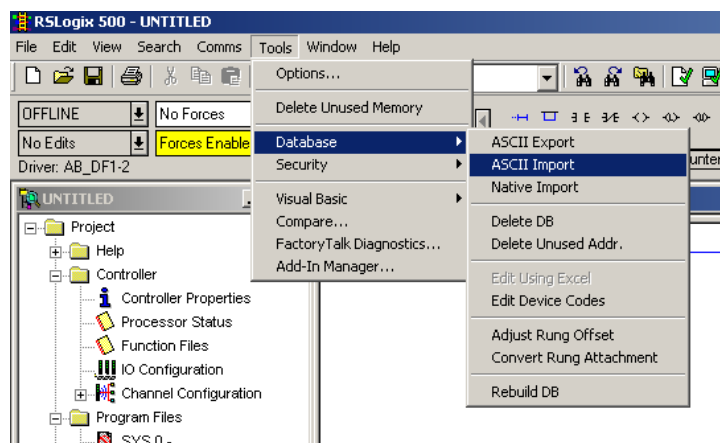 RSLogix 500 - UNTITLED
File Edit View Search Comms Tools Window Help
Options...
Delete Unused Memory
Database
Security
Visual Basic
Compare...
FactoryTalk Diagnostics...
Add-In Manager...
ASCII Export
ASCII Import
Native Import
Delete DB
Delete Unused Addr.
Edit Using Excel
Edit Device Codes
Adjust Rung Offset
Convert Rung Attachment
Rebuild DB
OFFLINE No Forces
No Edits Forces Enable
Driver: AB_DF1-2
unter
UNTITLED
Project
Help
Controller
Controller Properties
Processor Status
Function Files
IO Configuration
Channel Configuration
Program Files
SYS 0 -